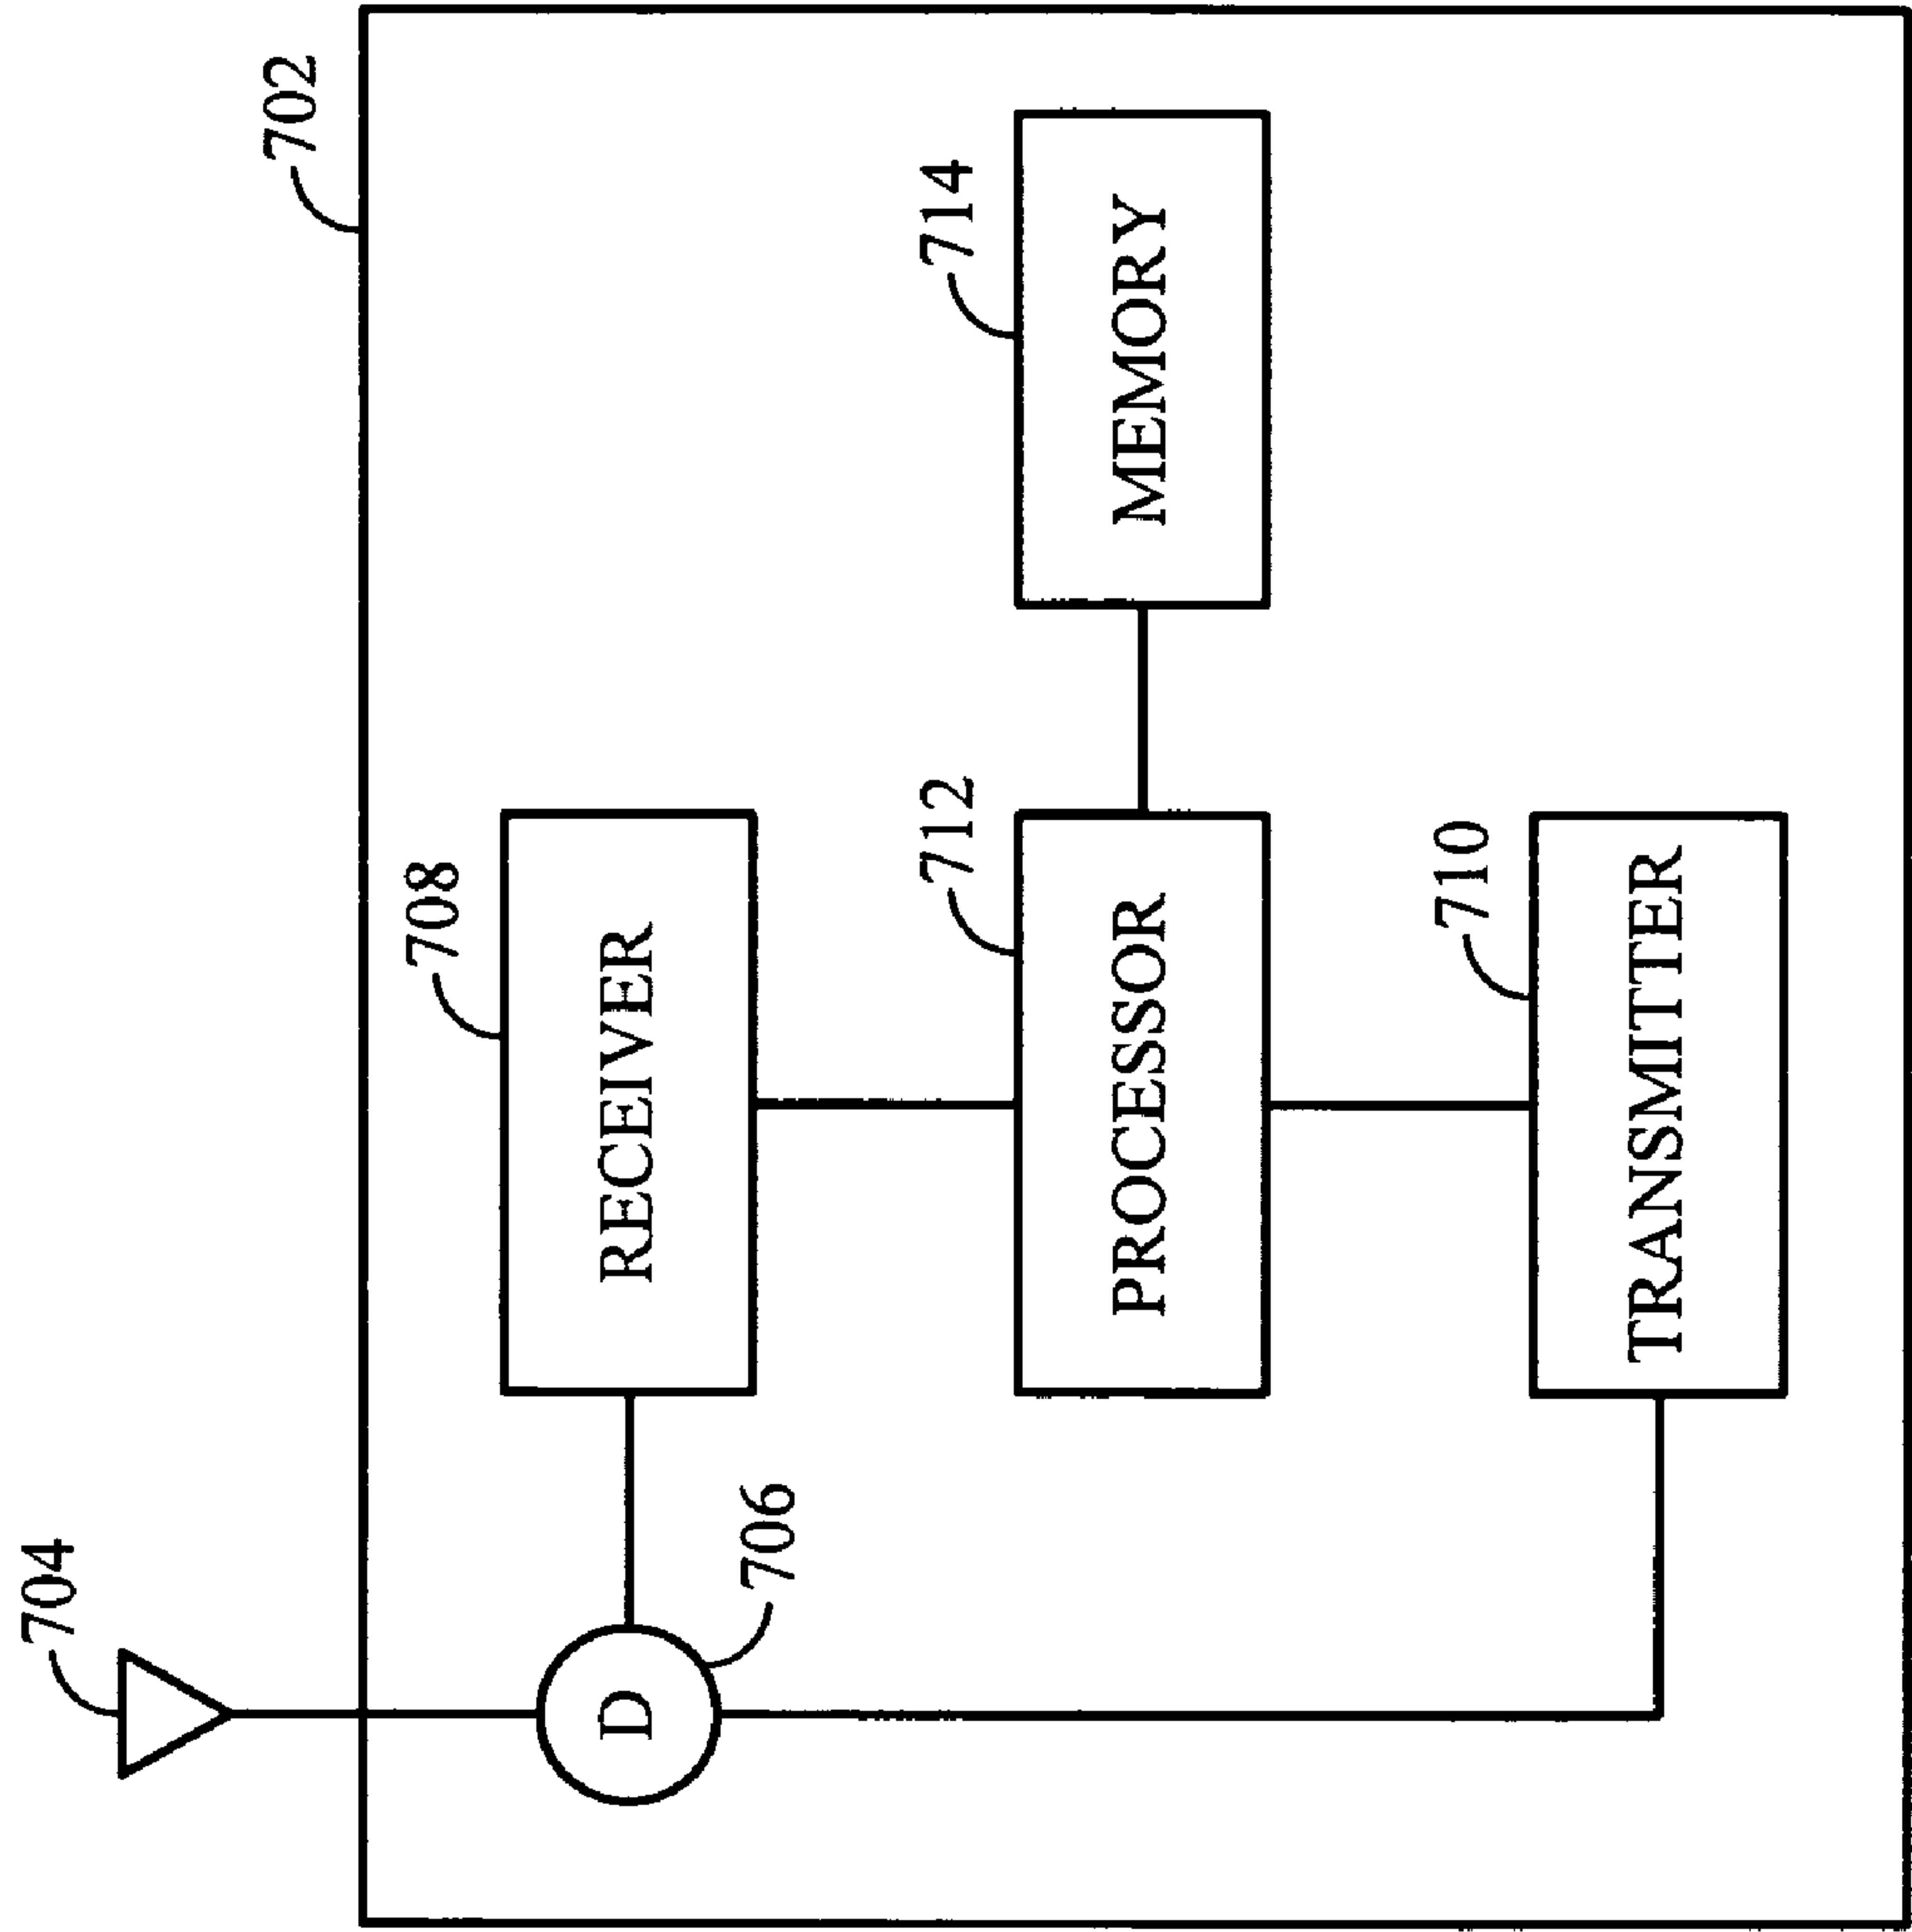 704
702
D
706
RECEIVER
708
PROCESSOR
712
MEMORY
714
TRANSMITTER
710